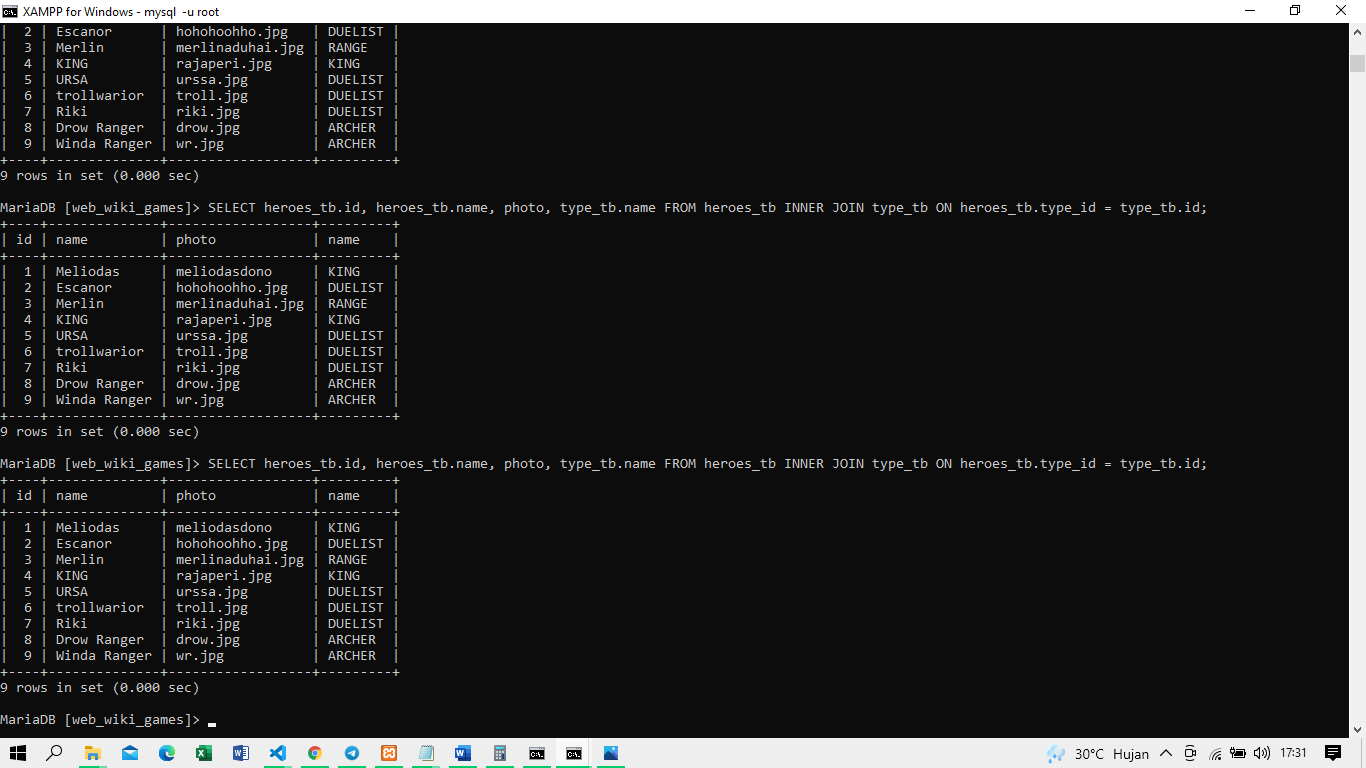 XAMPP for Windows - mysql -u root
|  2 | Escanor      | hohohoohho.jpg   | DUELIST |
|  3 | Merlin       | merlinaduhai.jpg | RANGE   |
|  4 | KING         | rajaperi.jpg     | KING    |
|  5 | URSA         | urssa.jpg        | DUELIST |
|  6 | trollwarior  | troll.jpg        | DUELIST |
|  7 | Riki         | riki.jpg         | DUELIST |
|  8 | Drow Ranger  | drow.jpg         | ARCHER  |
|  9 | Winda Ranger | wr.jpg           | ARCHER  |
+----+--------------+------------------+---------+
9 rows in set (0.000 sec)
MariaDB [web_wiki_games]> SELECT heroes_tb.id, heroes_tb.name, photo, type_tb.name FROM heroes_tb INNER JOIN type_tb ON heroes_tb.type_id = type_tb.id;
+----+--------------+------------------+---------+
| id | name         | photo            | name    |
+----+--------------+------------------+---------+
|  1 | Meliodas     | meliodasdono     | KING    |
|  2 | Escanor      | hohohoohho.jpg   | DUELIST |
|  3 | Merlin       | merlinaduhai.jpg | RANGE   |
|  4 | KING         | rajaperi.jpg     | KING    |
|  5 | URSA         | urssa.jpg        | DUELIST |
|  6 | trollwarior  | troll.jpg        | DUELIST |
|  7 | Riki         | riki.jpg         | DUELIST |
|  8 | Drow Ranger  | drow.jpg         | ARCHER  |
|  9 | Winda Ranger | wr.jpg           | ARCHER  |
+----+--------------+------------------+---------+
9 rows in set (0.000 sec)
MariaDB [web_wiki_games]> SELECT heroes_tb.id, heroes_tb.name, photo, type_tb.name FROM heroes_tb INNER JOIN type_tb ON heroes_tb.type_id = type_tb.id;
+----+--------------+------------------+---------+
| id | name         | photo            | name    |
+----+--------------+------------------+---------+
|  1 | Meliodas     | meliodasdono     | KING    |
|  2 | Escanor      | hohohoohho.jpg   | DUELIST |
|  3 | Merlin       | merlinaduhai.jpg | RANGE   |
|  4 | KING         | rajaperi.jpg     | KING    |
|  5 | URSA         | urssa.jpg        | DUELIST |
|  6 | trollwarior  | troll.jpg        | DUELIST |
|  7 | Riki         | riki.jpg         | DUELIST |
|  8 | Drow Ranger  | drow.jpg         | ARCHER  |
|  9 | Winda Ranger | wr.jpg           | ARCHER  |
+----+--------------+------------------+---------+
9 rows in set (0.000 sec)
MariaDB [web_wiki_games]> _
30°C Hujan 17:31